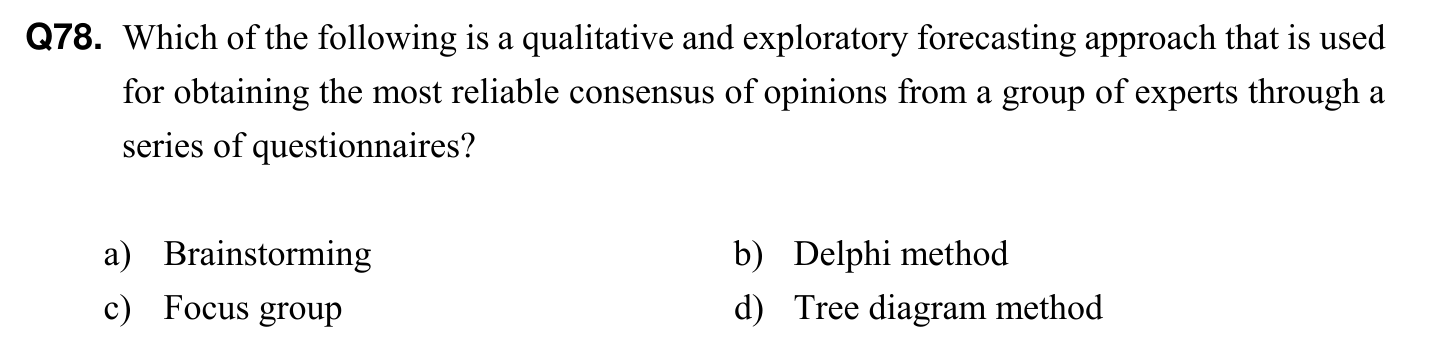 Q78. Which of the following is a qualitative and exploratory forecasting approach that is used
for obtaining the most reliable consensus of opinions from a group of experts through a
series of questionnaires?
a) Brainstorming b) Delphi method
c) Focus group d) Tree diagram method